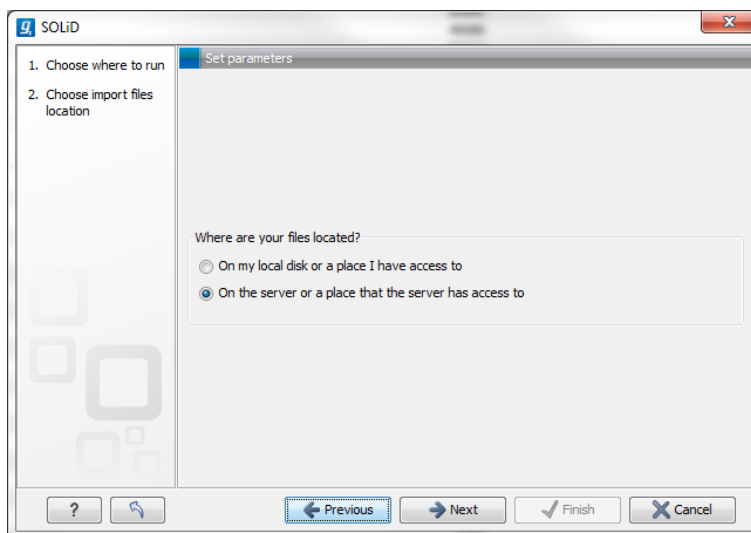 SOLiD
X
1. Choose where to run
2. Choose import files
location
Set parameters
Where are your files located?
On my local disk or a place I have access to
On the server or a place that the server has access to
?
Previous
Next
Finish
Cancel